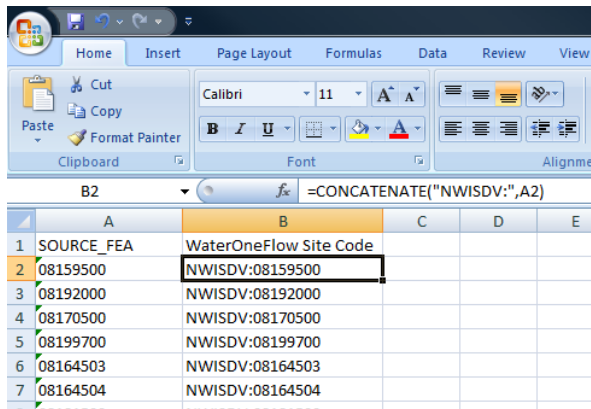 Home Insert Page Layout Formulas Data Review View
Cut
Calibri 11 A A
Copy
Paste
Format Painter
B I U A
Clipboard Font Alignme
B2 fx =CONCATENATE("NWISDV:",A2)
A B C D E
1 SOURCE_FEA WaterOneFlow Site Code
2 08159500 NWISDV:08159500
3 08192000 NWISDV:08192000
4 08170500 NWISDV:08170500
5 08199700 NWISDV:08199700
6 08164503 NWISDV:08164503
7 08164504 NWISDV:08164504